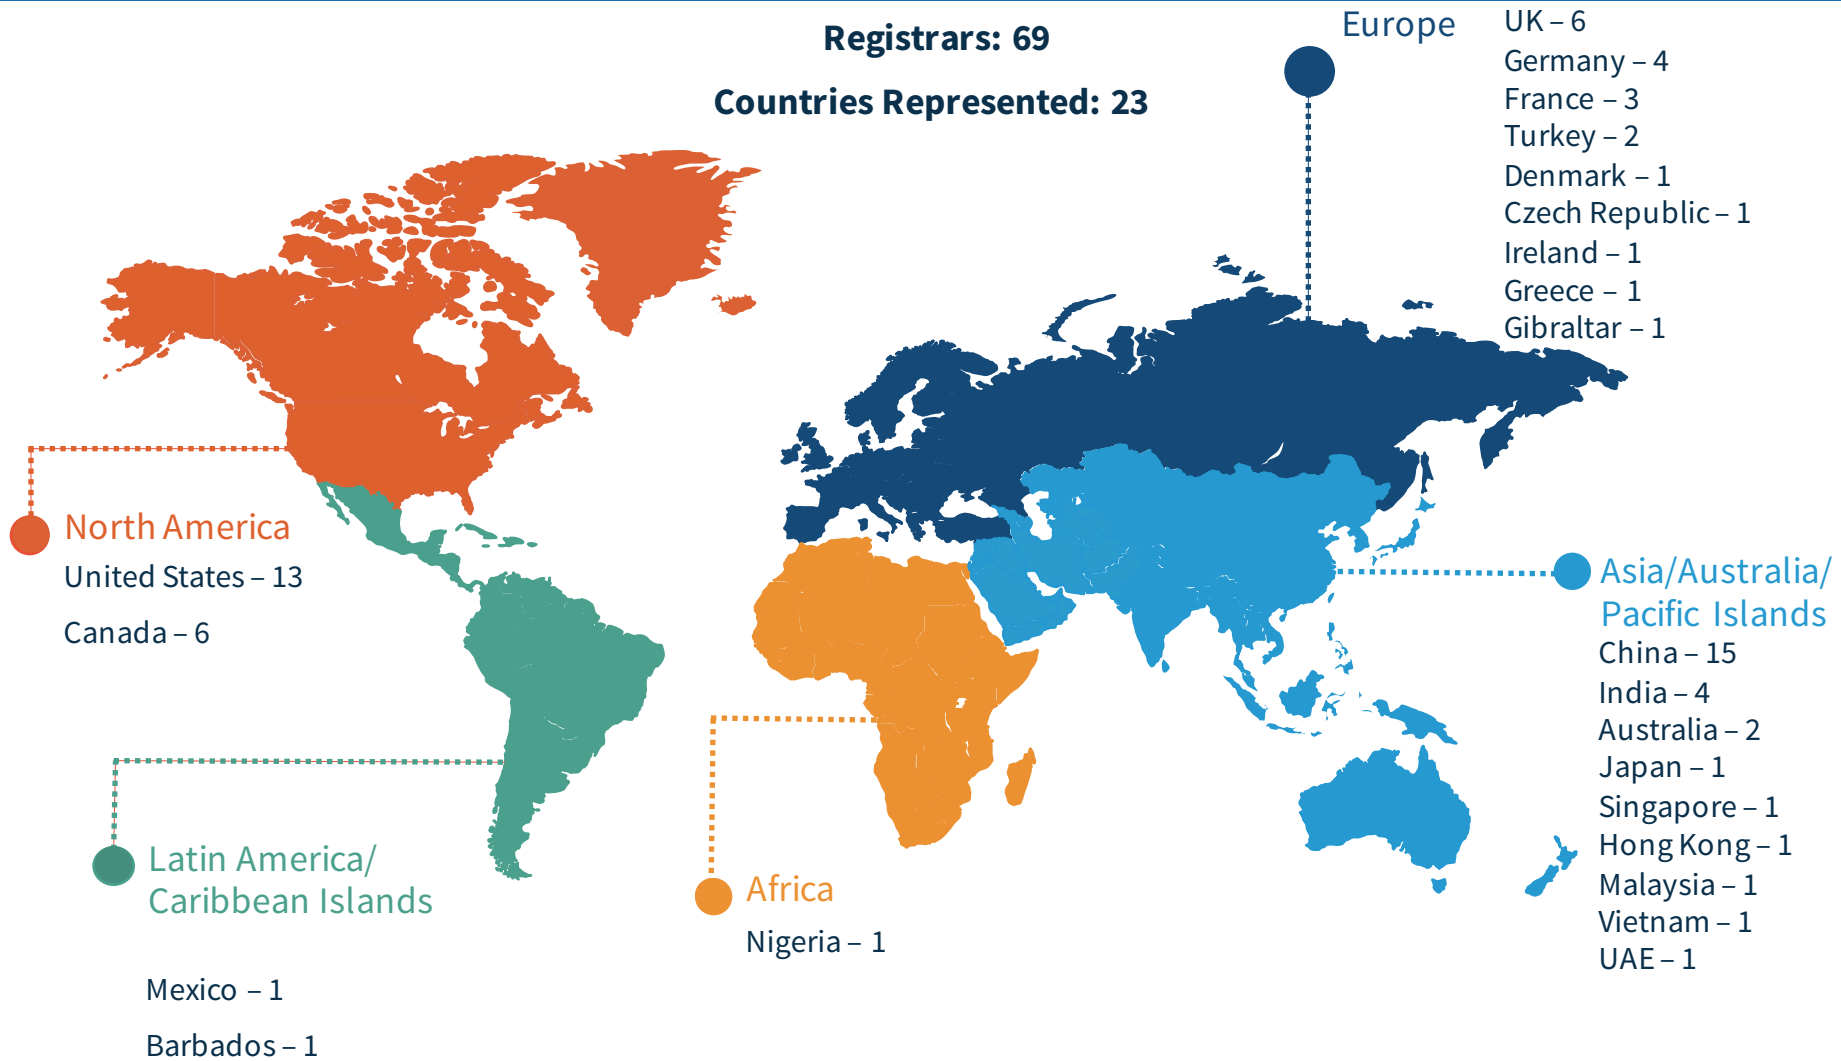 Registrars: 69
Countries Represented: 23
Europe
UK – 6
Germany – 4
France – 3
Turkey – 2
Denmark – 1
Czech Republic – 1
Ireland – 1
Greece – 1
Gibraltar – 1
North America
United States – 13
Canada – 6
Asia/Australia/
Pacific Islands
China – 15
India – 4
Australia – 2
Japan – 1
Singapore – 1
Hong Kong – 1
Malaysia – 1
Vietnam – 1
UAE – 1
Latin America/
Caribbean Islands
Mexico – 1
Barbados – 1
Africa
Nigeria – 1